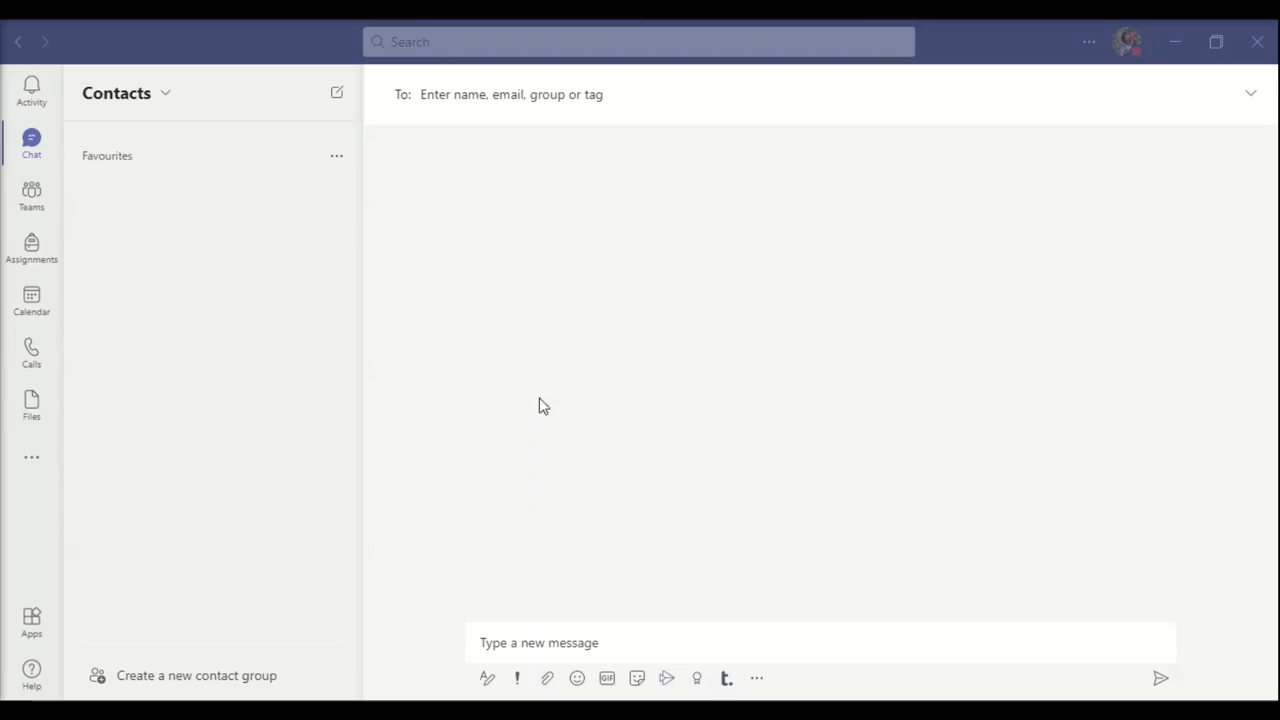 Search
Activity
Chat
Teams
Assignments
Calendar
Calls
Files
Apps
Help
Contacts
Favourites
Create a new contact group
To: Enter name, email, group or tag
Type a new message
GIF
t.